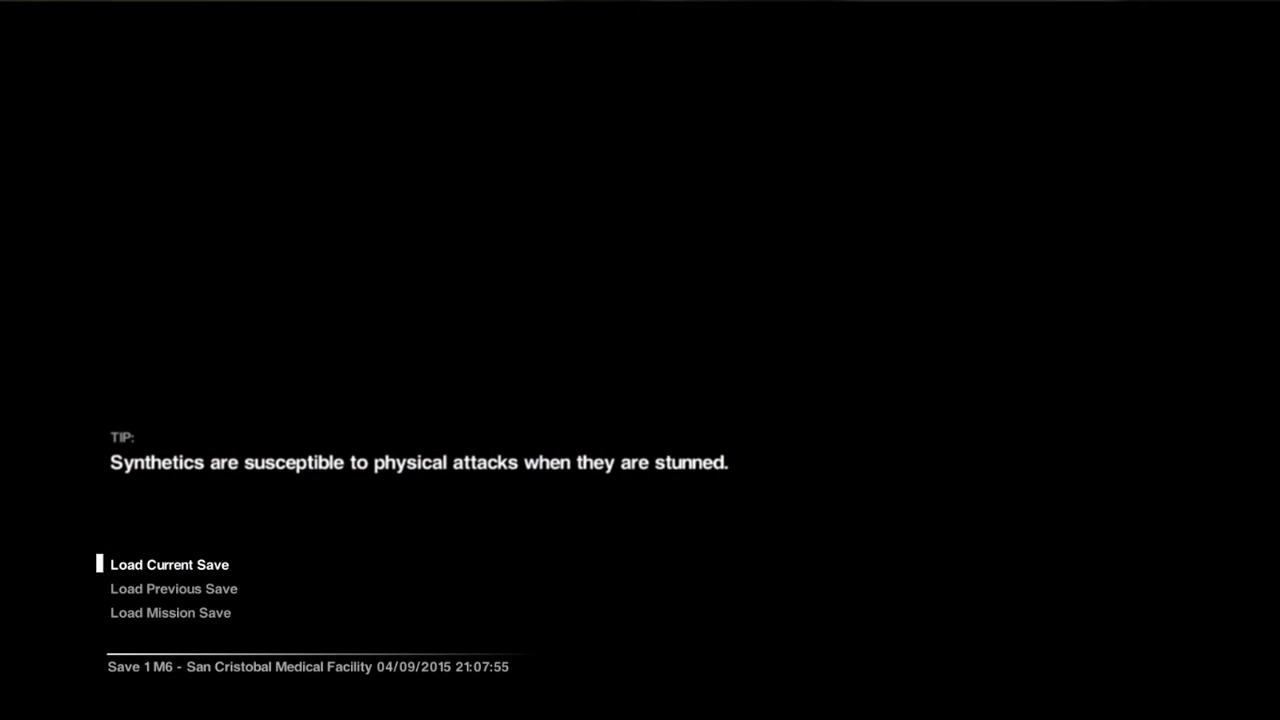 TIP:
Synthetics are susceptible to physical attacks when they are stunned.
Load Current Save
Load Previous Save
Load Mission Save
Save 1 M6 - San Cristobal Medical Facility 04/09/2015 21:07:55